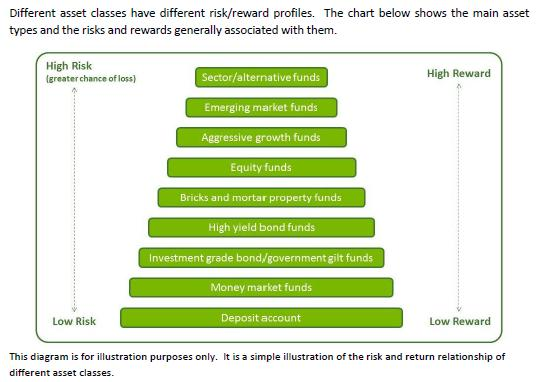 Different asset classes have different risk/reward profiles. The chart below shows the main asset
types and the risks and rewards generally associated with them.
High Risk
(greater chance of loss)
High Reward
Sector/alternative funds
Emerging market funds
Aggressive growth funds
Equity funds
Bricks and mortar property funds
High yield bond funds
Investment grade bond/government gilt funds
Money market funds
Deposit account
Low Risk
Low Reward
This diagram is for illustration purposes only. It is a simple illustration of the risk and return relationship of
different asset classes.